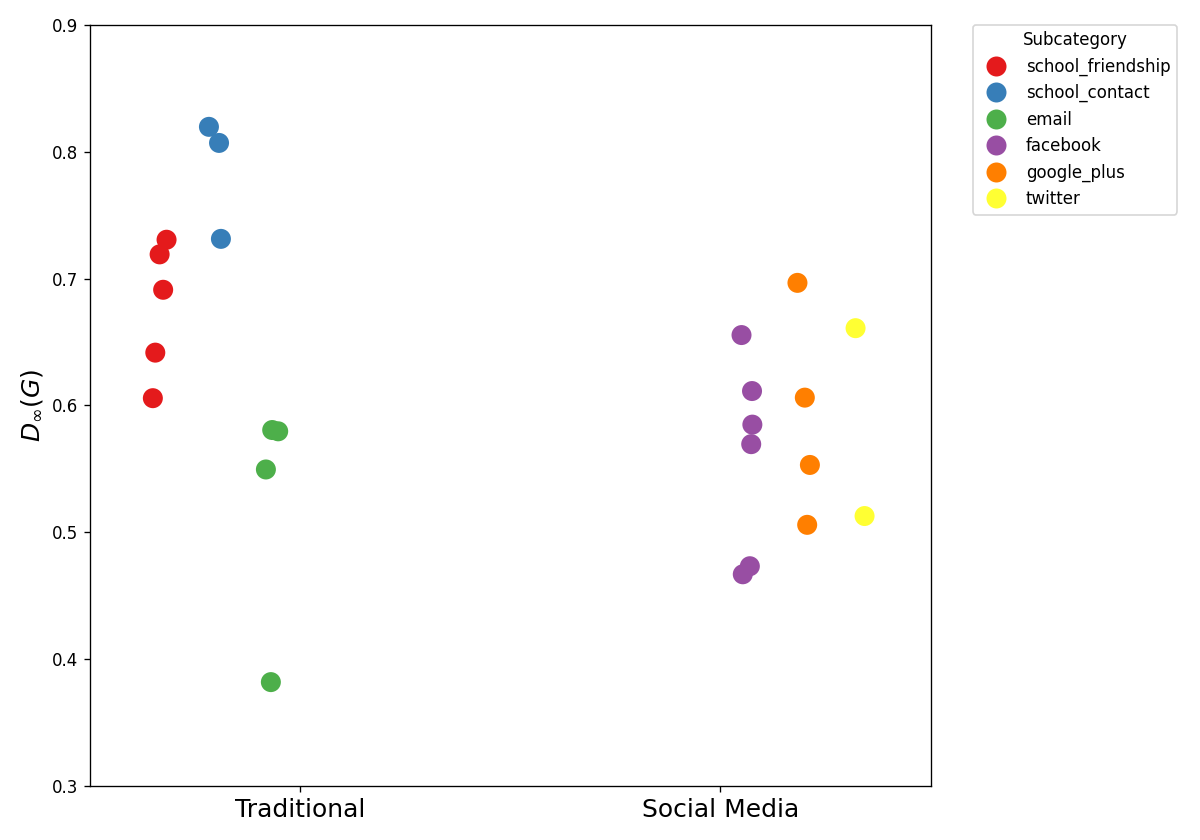 0.9
0.8
0.7
0.6
0.5
0.4
0.3
D∞(G)
Traditional
Social Media
Subcategory
school_friendship
school_contact
email
facebook
google_plus
twitter